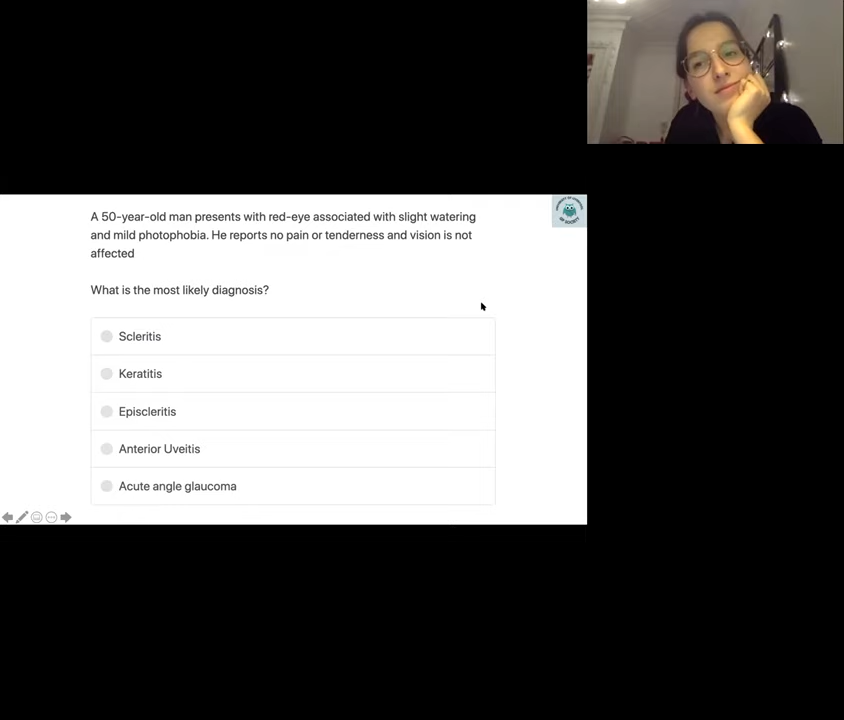 A 50-year-old man presents with red-eye associated with slight watering
and mild photophobia. He reports no pain or tenderness and vision is not
affected
What is the most likely diagnosis?
Scleritis
Keratitis
Episcleritis
Anterior Uveitis
Acute angle glaucoma